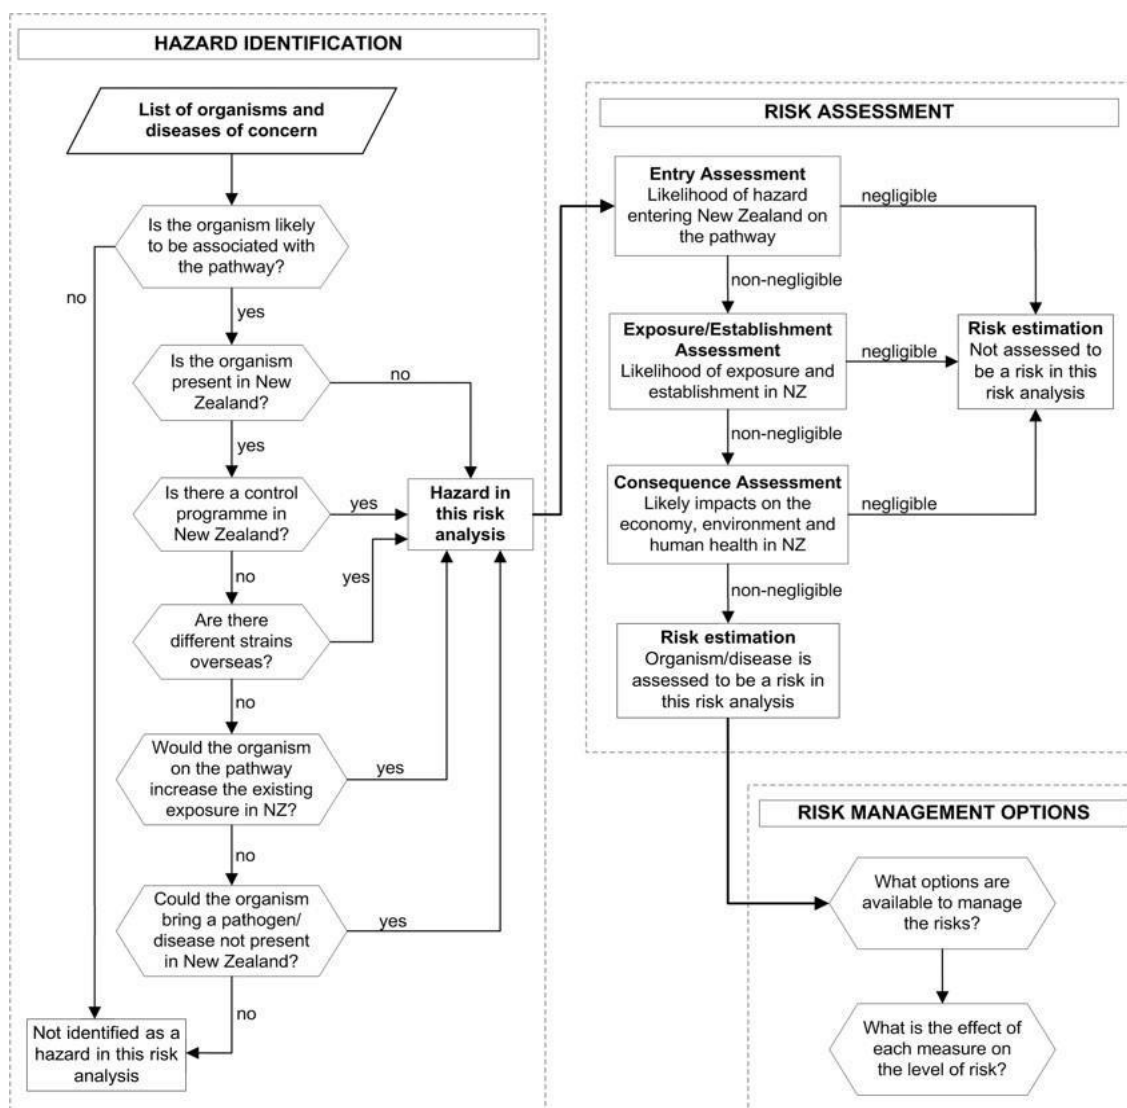 HAZARD IDENTIFICATION
List of organisms and
diseases of concern
Is the organism likely
to be associated with
the pathway?
no
yes
Is the organism
present in New
Zealand?
no
yes
Is there a control
programme in
New Zealand?
yes
Hazard in
this risk
analysis
no
yes
Are there
different strains
overseas?
no
Would the organism
on the pathway
increase the existing
exposure in NZ?
yes
no
Could the organism
bring a pathogen/
disease not present
in New Zealand?
yes
no
Not identified as a
hazard in this risk
analysis
RISK ASSESSMENT
Entry Assessment
Likelihood of hazard
entering New Zealand on
the pathway
negligible
non-negligible
Exposure/Establishment
Assessment
Likelihood of exposure and
establishment in NZ
negligible
Risk estimation
Not assessed to
be a risk in this
risk analysis
non-negligible
Consequence Assessment
Likely impacts on the
economy, environment and
human health in NZ
negligible
non-negligible
Risk estimation
Organism/disease is
assessed to be a risk in
this risk analysis
RISK MANAGEMENT OPTIONS
What options are
available to manage
the risks?
What is the effect of
each measure on
the level of risk?